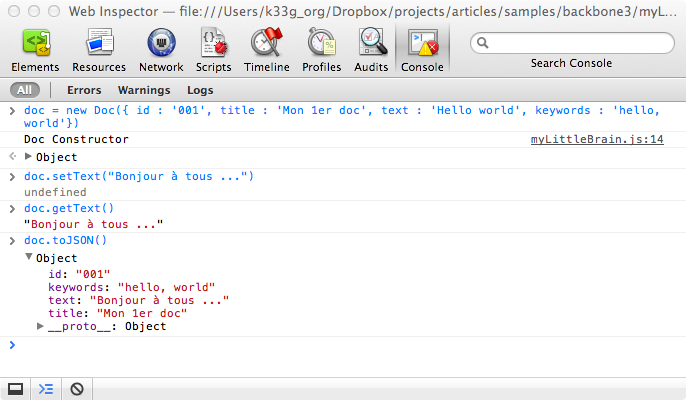 Web Inspector — file:///Users/k33g_org/Dropbox/projects/articles/samples/backbone3/myL...
Elements Resources Network Scripts Timeline Profiles Audits Console Search Console
All Errors Warnings Logs
> doc = new Doc({ id : '001', title : 'Mon 1er doc', text : 'Hello world', keywords : 'hello,
world'})
Doc Constructor myLittleBrain.js:14
Object
> doc.setText("Bonjour à tous ...")
undefined
> doc.getText()
"Bonjour à tous ..."
> doc.toJSON()
Object
id: "001"
keywords: "hello, world"
text: "Bonjour à tous ..."
title: "Mon 1er doc"
__proto__: Object
>